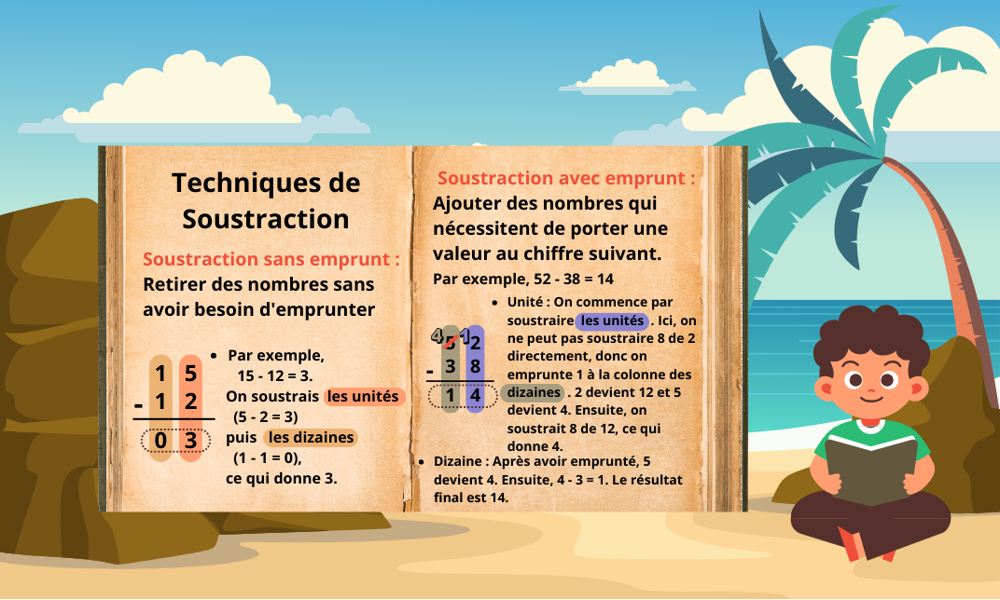 Techniques de
Soustraction
Soustraction sans emprunt :
Retirer des nombres sans
avoir besoin d'emprunter
1 5
- 1 2
0 3
• Par exemple,
15 - 12 = 3.
On soustrais les unités
(5 - 2 = 3)
puis les dizaines
(1 - 1 = 0),
ce qui donne 3.
Soustraction avec emprunt :
Ajouter des nombres qui
nécessitent de porter une
valeur au chiffre suivant.
Par exemple, 52 - 38 = 14
4 5 1 2
- 3 8
1 4
• Unité : On commence par
soustraire les unités . Ici, on
ne peut pas soustraire 8 de 2
directement, donc on
emprunte 1 à la colonne des
dizaines . 2 devient 12 et 5
devient 4. Ensuite, on
soustrait 8 de 12, ce qui
donne 4.
• Dizaine : Après avoir emprunté, 5
devient 4. Ensuite, 4 - 3 = 1. Le résultat
final est 14.